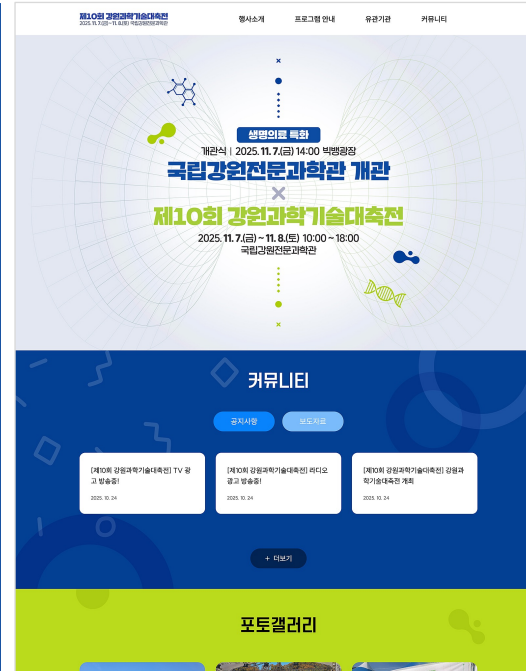 제10회 강원과학기술대축전
2025. 11. 7.(금)~11. 8.(토) 국립강원전문과학관
행사소개 프로그램 안내 유관기관 커뮤니티
생명의료 특화
개관식 | 2025. 11. 7.(금) 14:00 빅뱅광장
국립강원전문과학관 개관
×
제10회 강원과학기술대축전
2025. 11. 7.(금) ~ 11. 8.(토) 10:00 ~ 18:00
국립강원전문과학관
커뮤니티
공지사항 보도자료
[제10회 강원과학기술대축전] TV 광
고 방송중!
2025. 10. 24
[제10회 강원과학기술대축전] 라디오
광고 방송중!
2025. 10. 24
[제10회 강원과학기술대축전] 강원과
학기술대축전 개최
2025. 10. 24
+ 더보기
포토갤러리